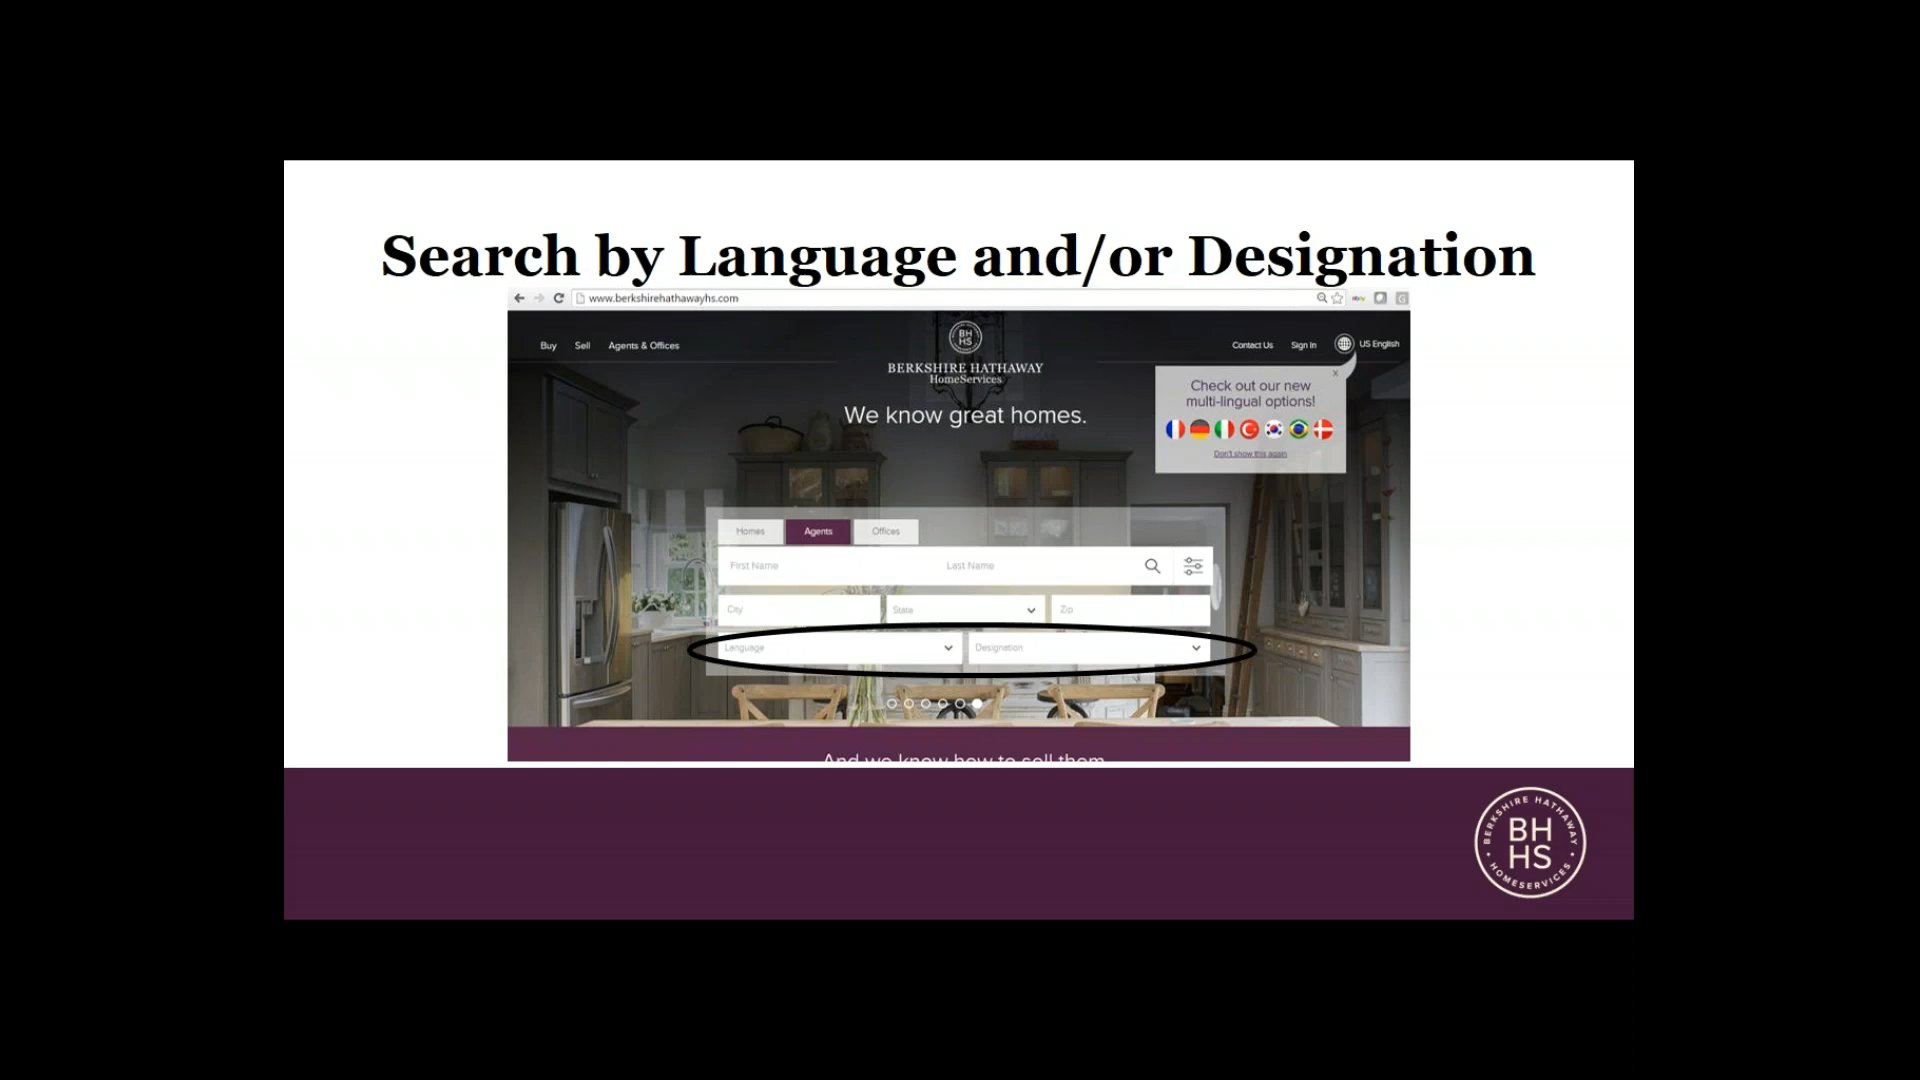 Search by Language and/or Designation
www.berkshirehathawayhs.com
Buy Sell Agents & Offices
BH
HS
BERKSHIRE HATHAWAY
HomeServices
Contact Us Sign In US English
We know great homes.
x
Check out our new
multi-lingual options!
Don't show this again
Homes Agents Offices
First Name Last Name
City State Zip
Language Designation
And we know how to sell them
BERKSHIRE HATHAWAY
BH
HS
HOMESERVICES